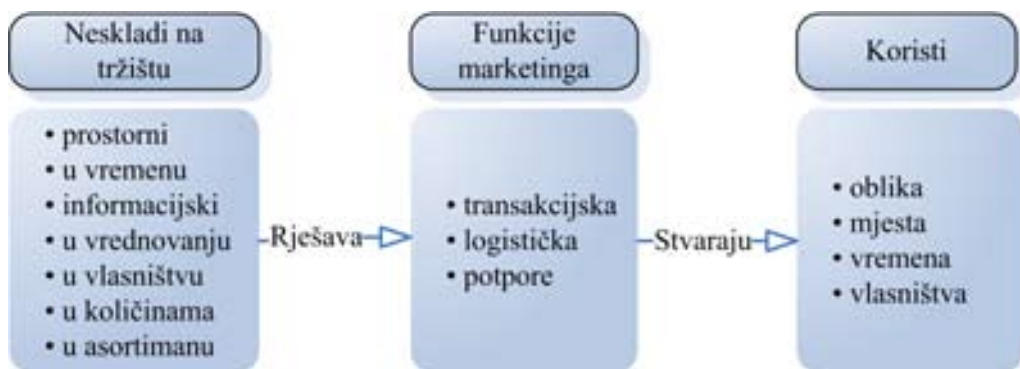 Neskladi na
tržištu
• prostorni
• u vremenu
• informacijski
• u vrednovanju
• u vlasništvu
• u količinama
• u asortimanu
Rješava
Funkcije
marketinga
• transakcijska
• logistička
• potpore
Stvaraju
Koristi
• oblika
• mjesta
• vremena
• vlasništva